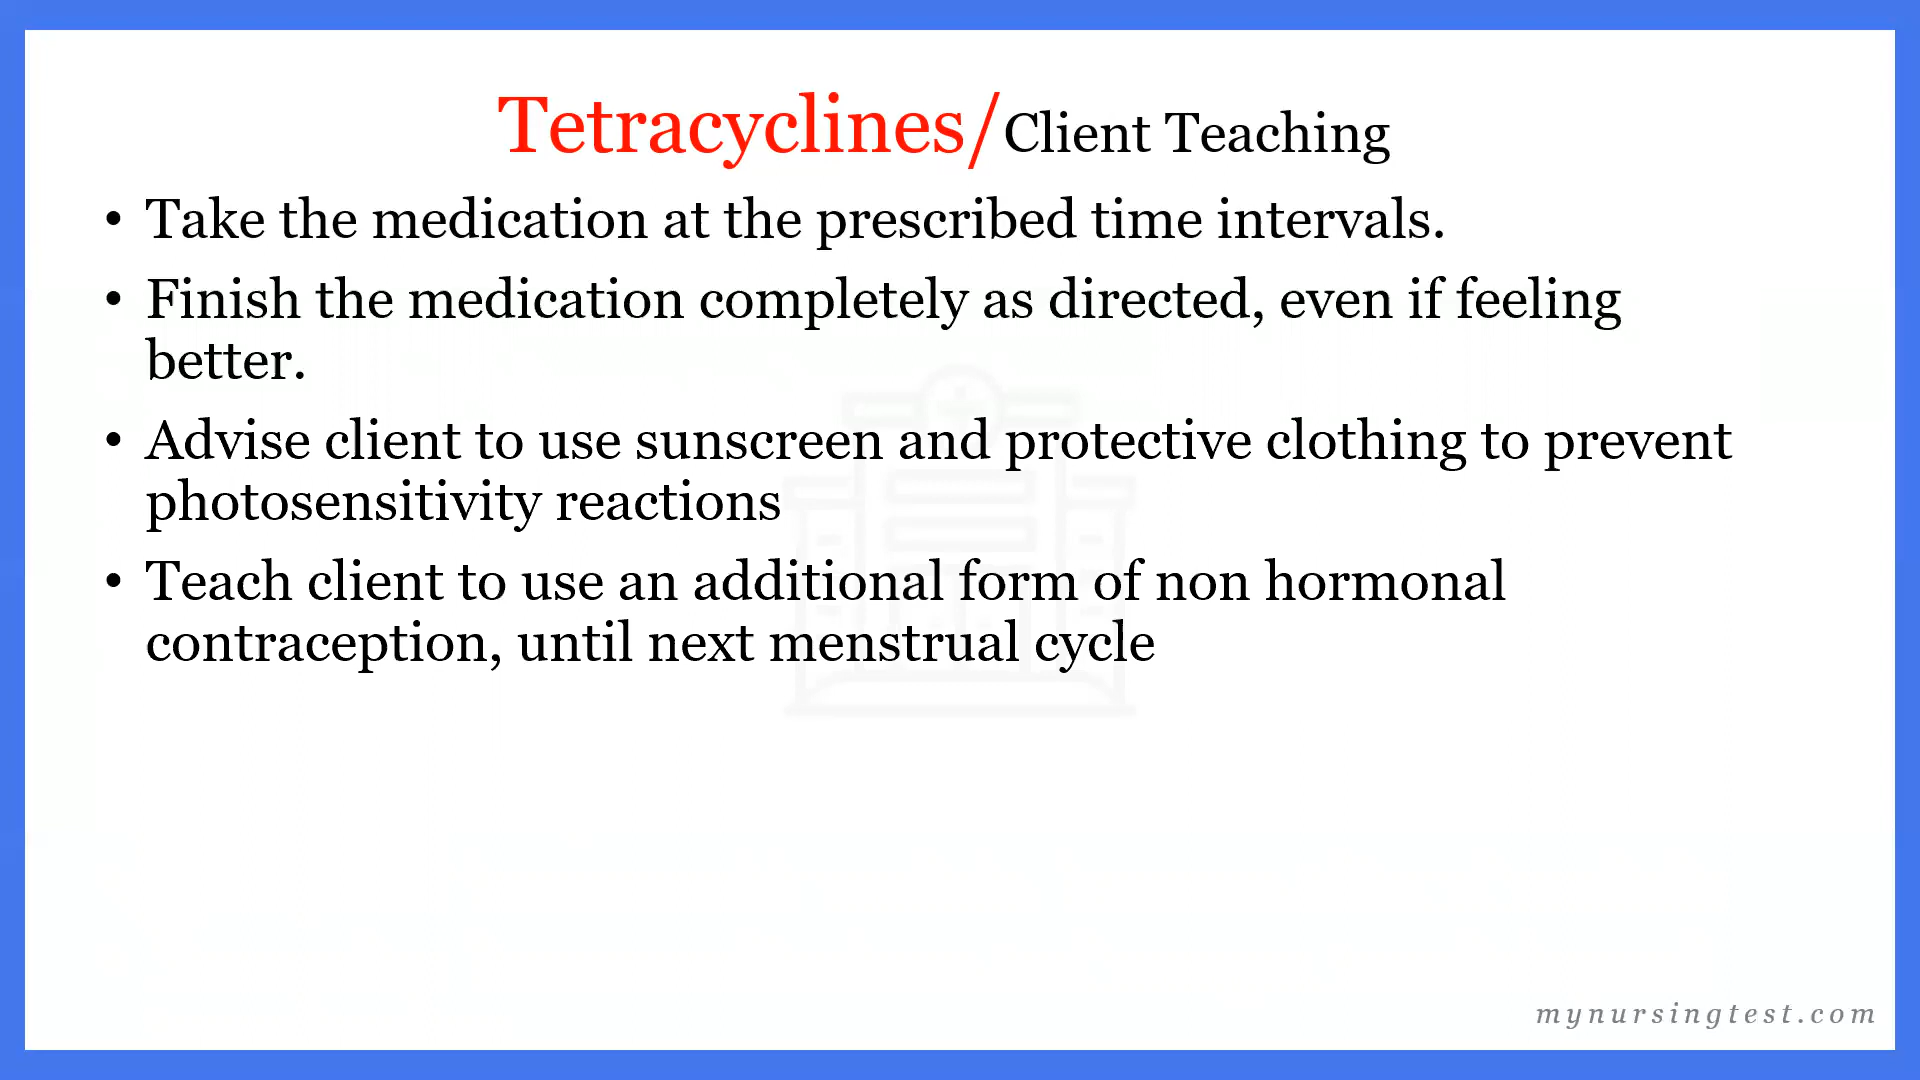 Tetracyclines/Client Teaching
• Take the medication at the prescribed time intervals.
• Finish the medication completely as directed, even if feeling
better.
• Advise client to use sunscreen and protective clothing to prevent
photosensitivity reactions
• Teach client to use an additional form of non hormonal
contraception, until next menstrual cycle
mynursingtest.com